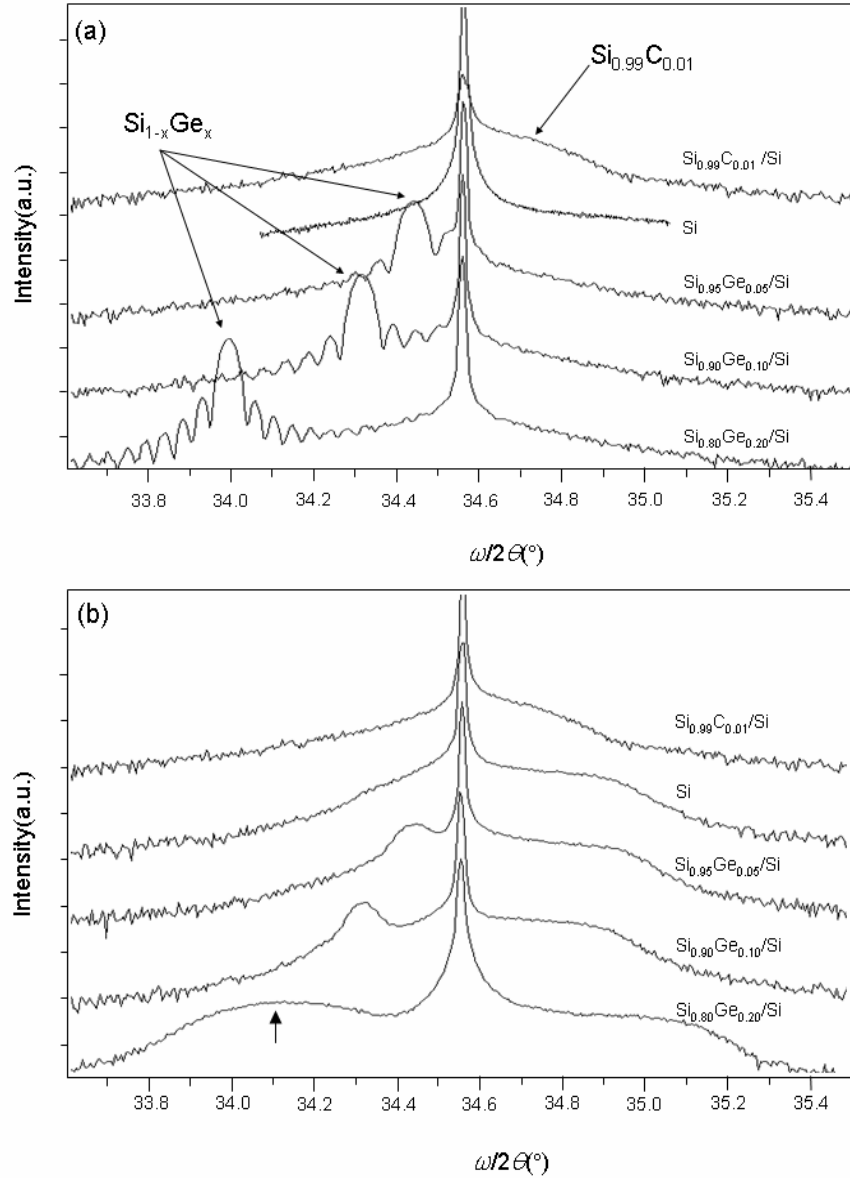 (a)
Si0.99C0.01
Si1-xGex
Si0.99C0.01/Si
Si
Si0.95Ge0.05/Si
Si0.90Ge0.10/Si
Si0.80Ge0.20/Si
Intensity(a.u.)
33.8 34.0 34.2 34.4 34.6 34.8 35.0 35.2 35.4
ω/2θ(°)
(b)
Si0.99C0.01/Si
Si
Si0.95Ge0.05/Si
Si0.90Ge0.10/Si
Si0.80Ge0.20/Si
Intensity(a.u.)
33.8 34.0 34.2 34.4 34.6 34.8 35.0 35.2 35.4
ω/2θ(°)